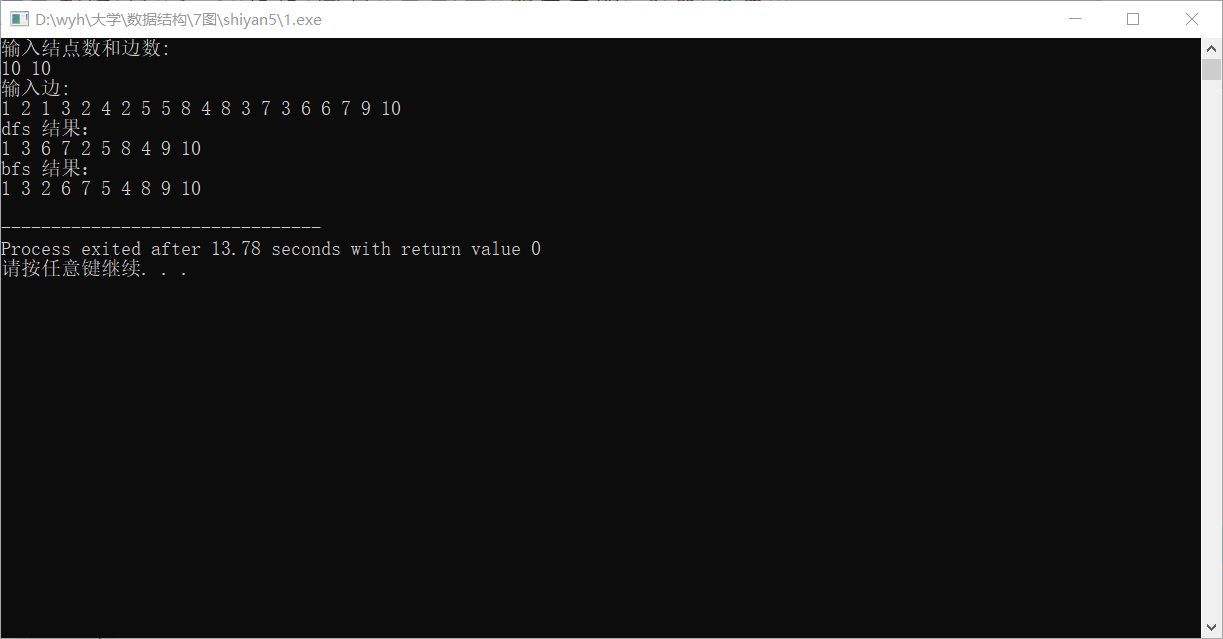 D:\wyh\大学\数据结构\7图\shiyan5\1.exe
输入结点数和边数:
10 10
输入边:
1 2 1 3 2 4 2 5 5 8 4 8 3 7 3 6 6 7 9 10
dfs 结果:
1 3 6 7 2 5 8 4 9 10
bfs 结果:
1 3 2 6 7 5 4 8 9 10
--------------------------------
Process exited after 13.78 seconds with return value 0
请按任意键继续. . .